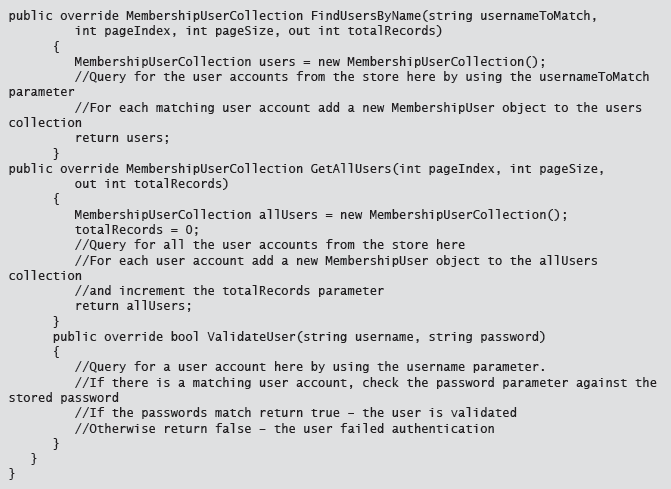 public override MembershipUserCollection FindUsersByName(string usernameToMatch,
         int pageIndex, int pageSize, out int totalRecords)
      {
         MembershipUserCollection users = new MembershipUserCollection();
         //Query for the user accounts from the store here by using the usernameToMatch
parameter
         //For each matching user account add a new MembershipUser object to the users
collection
         return users;
      }
public override MembershipUserCollection GetAllUsers(int pageIndex, int pageSize,
         out int totalRecords)
      {
         MembershipUserCollection allUsers = new MembershipUserCollection();
         totalRecords = 0;
         //Query for all the user accounts from the store here
         //For each user account add a new MembershipUser object to the allUsers
collection
         //and increment the totalRecords parameter
         return allUsers;
      }
      public override bool ValidateUser(string username, string password)
      {
         //Query for a user account here by using the username parameter.
         //If there is a matching user account, check the password parameter against the
stored password
         //If the passwords match return true – the user is validated
         //Otherwise return false – the user failed authentication
      }
   }
}